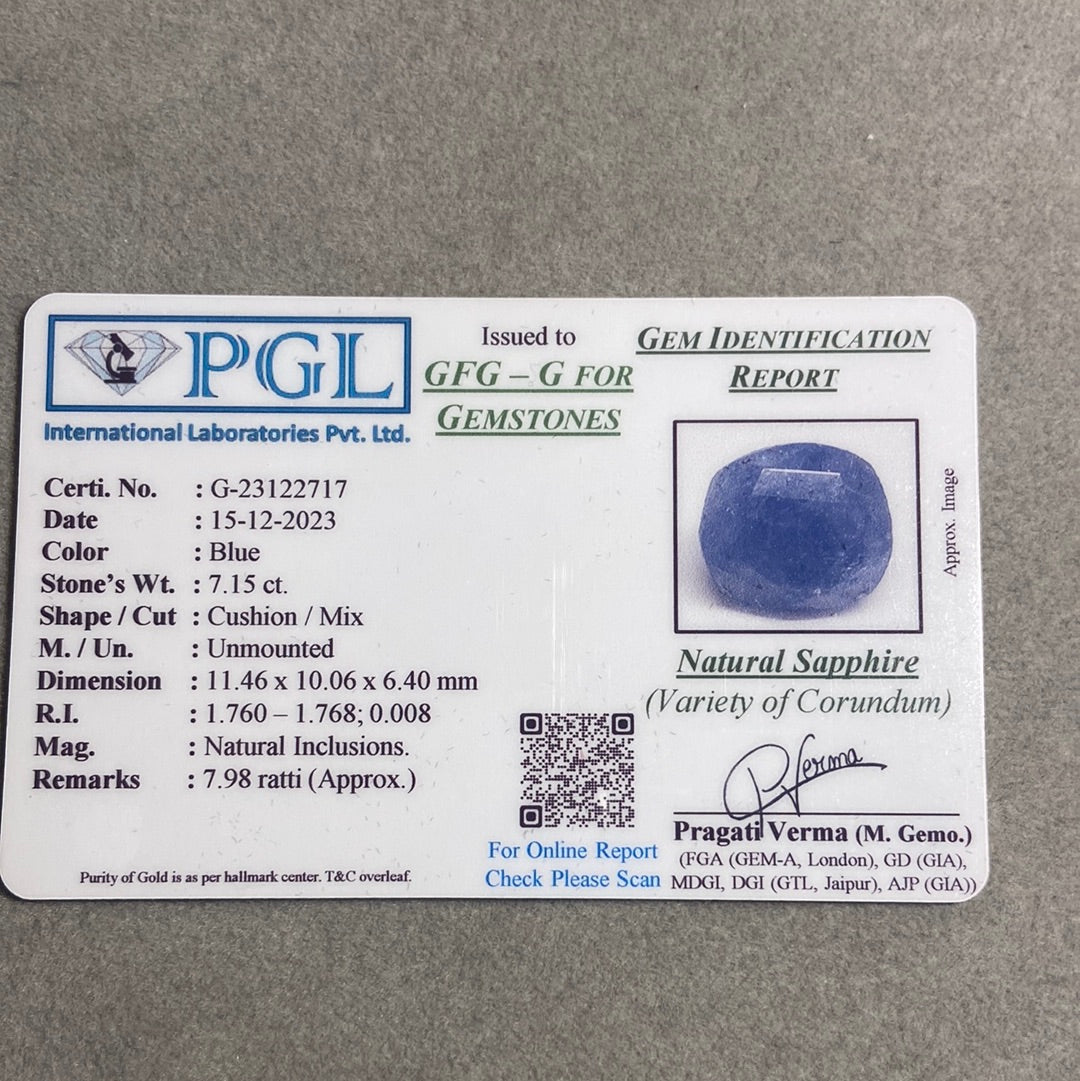 PGL
International Laboratories Pvt. Ltd.
Issued to
GFG – G FOR
GEMSTONES
GEM IDENTIFICATION
REPORT
Certi. No. : G-23122717
Date : 15-12-2023
Color : Blue
Stone's Wt. : 7.15 ct.
Shape / Cut : Cushion / Mix
M. / Un. : Unmounted
Dimension : 11.46 x 10.06 x 6.40 mm
R.I. : 1.760 – 1.768; 0.008
Mag. : Natural Inclusions.
Remarks : 7.98 ratti (Approx.)
Purity of Gold is as per hallmark center. T&C overleaf.
For Online Report
Check Please Scan
Approx. Image
Natural Sapphire
(Variety of Corundum)
PVerma
Pragati Verma (M. Gemo.)
(FGA (GEM-A, London), GD (GIA),
MDGI, DGI (GTL, Jaipur), AJP (GIA))